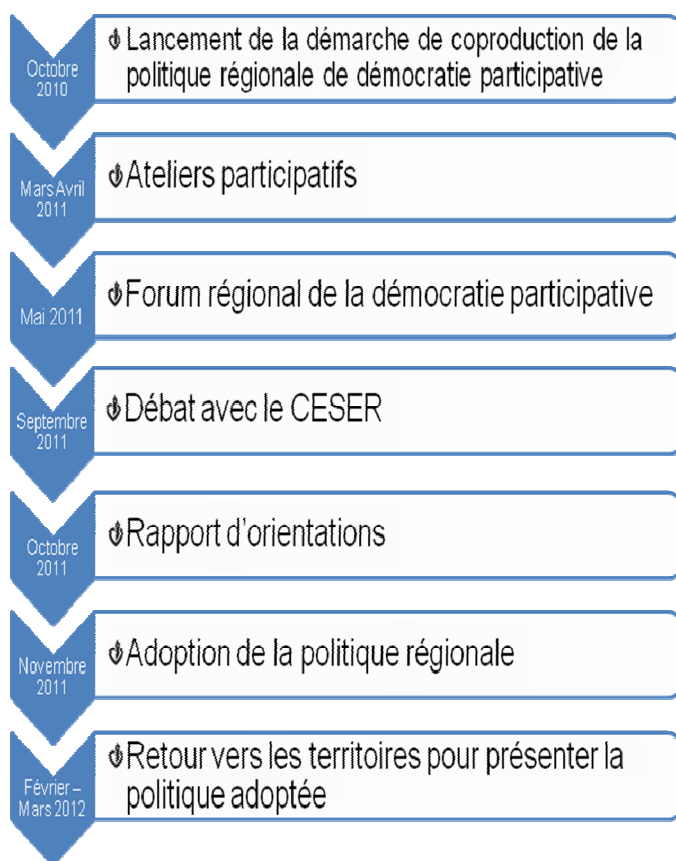 Octobre
2010
Lancement de la démarche de coproduction de la
politique régionale de démocratie participative
Mars Avril
2011
Ateliers participatifs
Mai 2011
Forum régional de la démocratie participative
Septembre
2011
Débat avec le CESER
Octobre
2011
Rapport d'orientations
Novembre
2011
Adoption de la politique régionale
Février –
Mars 2012
Retour vers les territoires pour présenter la
politique adoptée